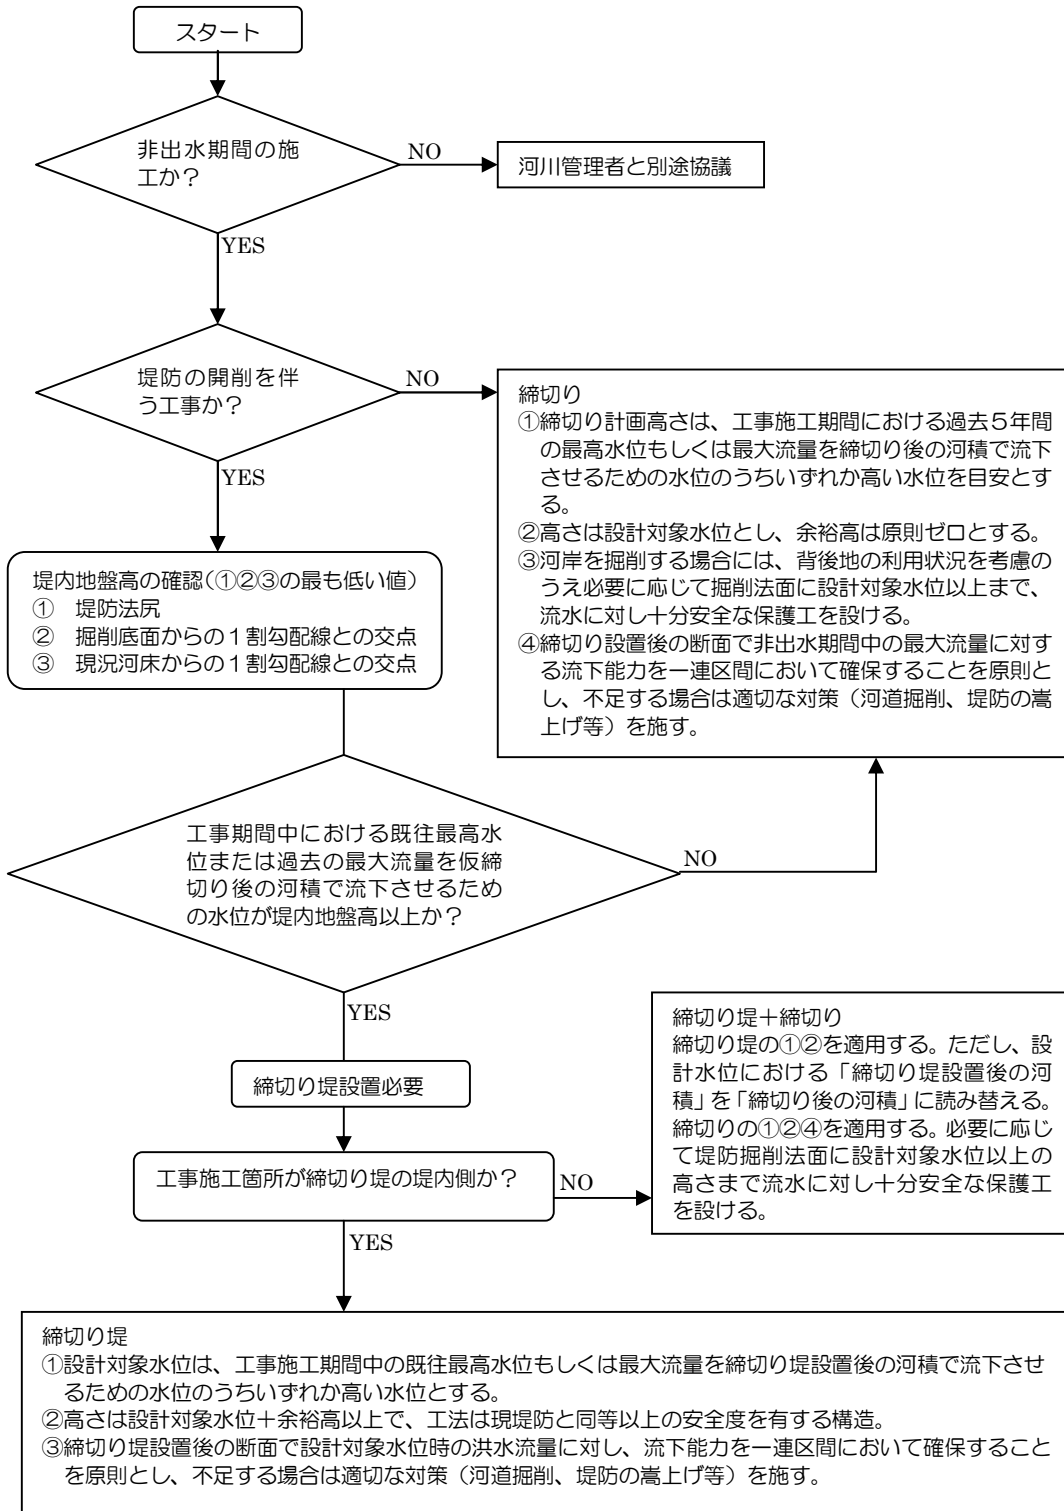 スタート
非出水期間の施
工か?
NO
河川管理者と別途協議
YES
堤防の開削を伴
う工事か?
NO
YES
締切り
①締切り計画高さは、工事施工期間における過去5年間
の最高水位もしくは最大流量を締切り後の河積で流下
させるための水位のうちいずれか高い水位を目安とす
る。
②高さは設計対象水位とし、余裕高は原則ゼロとする。
③河岸を掘削する場合には、背後地の利用状況を考慮の
うえ必要に応じて掘削法面に設計対象水位以上まで、
流水に対し十分安全な保護工を設ける。
④締切り設置後の断面で非出水期間中の最大流量に対す
る流下能力を一連区間において確保することを原則と
し、不足する場合は適切な対策（河道掘削、堤防の嵩
上げ等）を施す。
堤内地盤高の確認(①②③の最も低い値)
① 堤防法尻
② 掘削底面からの1割勾配線との交点
③ 現況河床からの1割勾配線との交点
工事期間中における既往最高水
位または過去の最大流量を仮締
切り後の河積で流下させるため
の水位が堤内地盤高以上か?
NO
YES
締切り堤設置必要
工事施工箇所が締切り堤の堤内側か?
NO
YES
締切り堤＋締切り
締切り堤の①②を適用する。ただし、設
計水位における「締切り堤設置後の河
積」を「締切り後の河積」に読み替える。
締切りの①②④を適用する。必要に応じ
て堤防掘削法面に設計対象水位以上の
高さまで流水に対し十分安全な保護工
を設ける。
締切り堤
①設計対象水位は、工事施工期間中の既往最高水位もしくは最大流量を締切り堤設置後の河積で流下させ
るための水位のうちいずれか高い水位とする。
②高さは設計対象水位＋余裕高以上で、工法は現堤防と同等以上の安全度を有する構造。
③締切り堤設置後の断面で設計対象水位時の洪水流量に対し、流下能力を一連区間において確保すること
を原則とし、不足する場合は適切な対策（河道掘削、堤防の嵩上げ等）を施す。